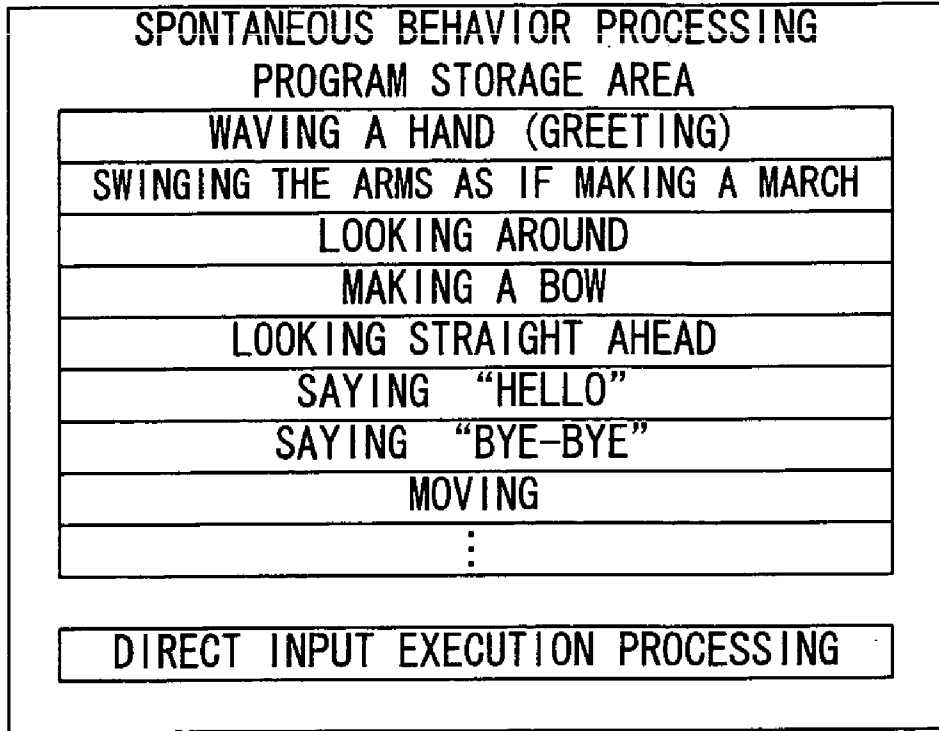 SPONTANEOUS BEHAVIOR PROCESSING
PROGRAM STORAGE AREA
WAVING A HAND (GREETING)
SWINGING THE ARMS AS IF MAKING A MARCH
LOOKING AROUND
MAKING A BOW
LOOKING STRAIGHT AHEAD
SAYING “HELLO”
SAYING “BYE–BYE”
MOVING
⋮
DIRECT INPUT EXECUTION PROCESSING